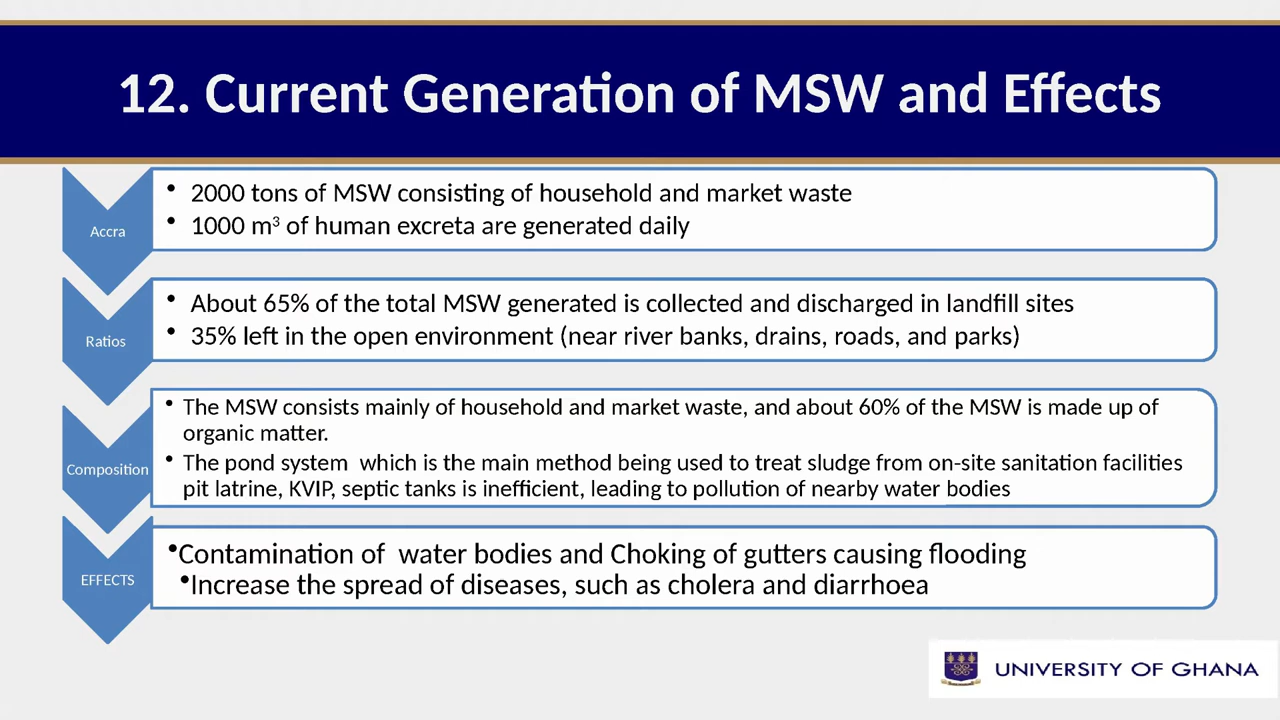 12. Current Generation of MSW and Effects
Accra
• 2000 tons of MSW consisting of household and market waste
• 1000 m³ of human excreta are generated daily
Ratios
• About 65% of the total MSW generated is collected and discharged in landfill sites
• 35% left in the open environment (near river banks, drains, roads, and parks)
Composition
• The MSW consists mainly of household and market waste, and about 60% of the MSW is made up of
organic matter.
• The pond system which is the main method being used to treat sludge from on-site sanitation facilities
pit latrine, KVIP, septic tanks is inefficient, leading to pollution of nearby water bodies
EFFECTS
•Contamination of water bodies and Choking of gutters causing flooding
•Increase the spread of diseases, such as cholera and diarrhoea
UNIVERSITY OF GHANA